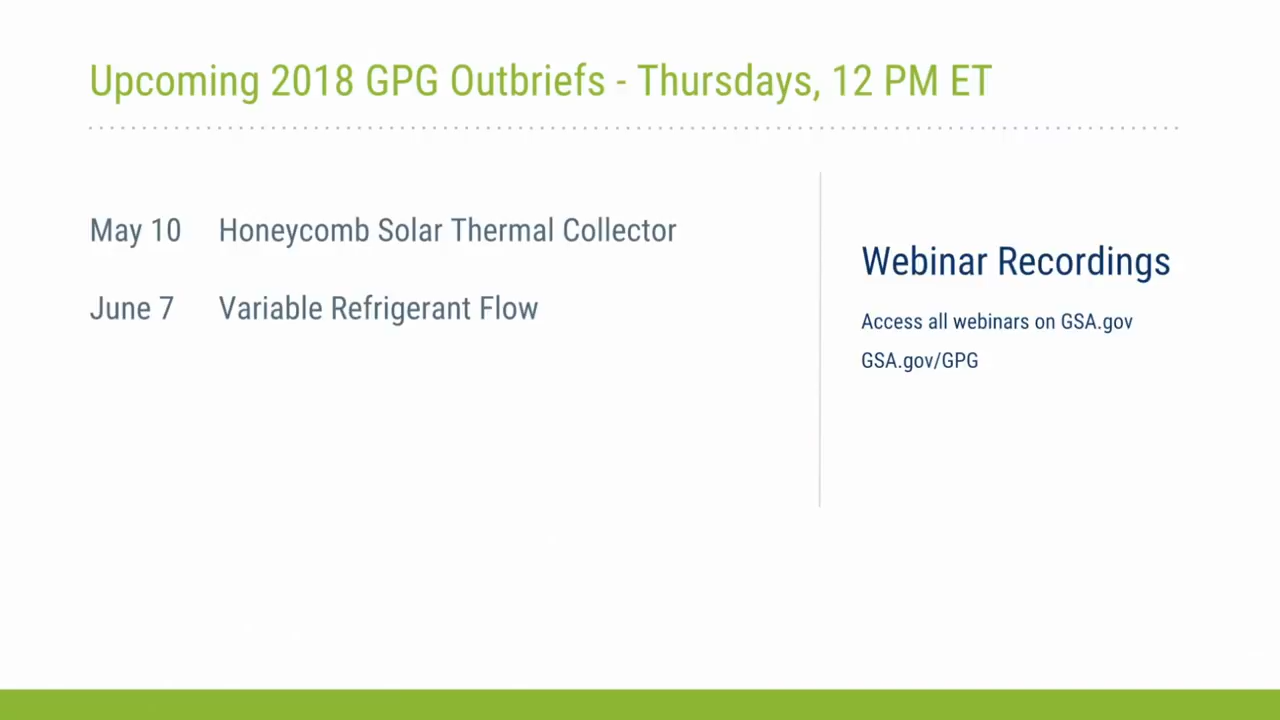 Upcoming 2018 GPG Outbriefs - Thursdays, 12 PM ET
May 10 Honeycomb Solar Thermal Collector
June 7 Variable Refrigerant Flow
Webinar Recordings
Access all webinars on GSA.gov
GSA.gov/GPG